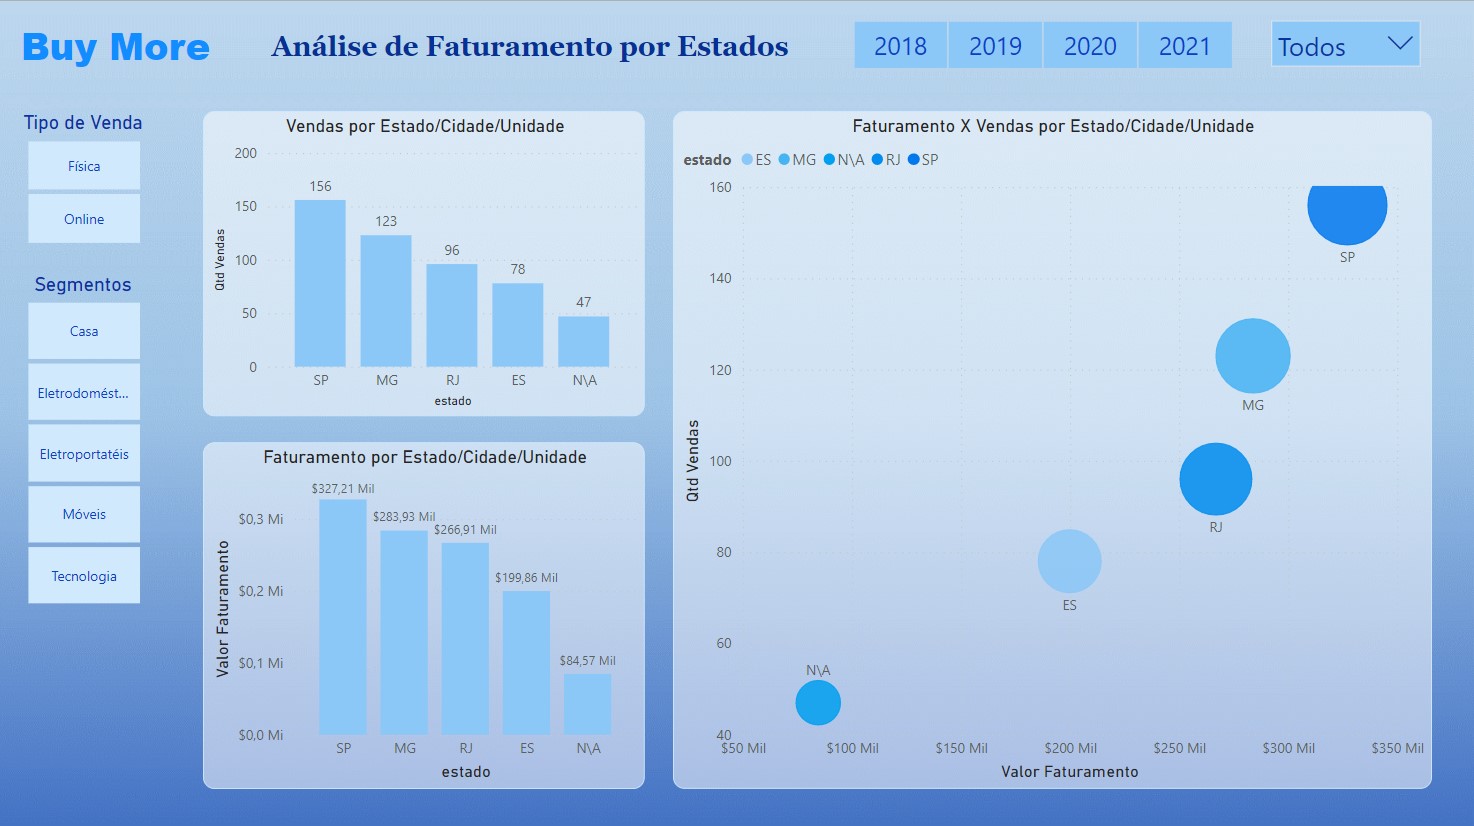 Buy More
Análise de Faturamento por Estados
2018 2019 2020 2021
Todos
Tipo de Venda
Física
Online
Segmentos
Casa
Eletrodomést...
Eletroportatéis
Móveis
Tecnologia
Vendas por Estado/Cidade/Unidade
Qtd Vendas
200
150
100
50
0
156
123
96
78
47
SP MG RJ ES N\A
estado
Faturamento por Estado/Cidade/Unidade
Valor Faturamento
$0,3 Mi
$0,2 Mi
$0,1 Mi
$0,0 Mi
$327,21 Mil
$283,93 Mil
$266,91 Mil
$199,86 Mil
$84,57 Mil
SP MG RJ ES N\A
estado
Faturamento X Vendas por Estado/Cidade/Unidade
estado ES MG N\A RJ SP
Qtd Vendas
160
140
120
100
80
60
40
SP
MG
RJ
ES
N\A
$50 Mil $100 Mil $150 Mil $200 Mil $250 Mil $300 Mil $350 Mil
Valor Faturamento